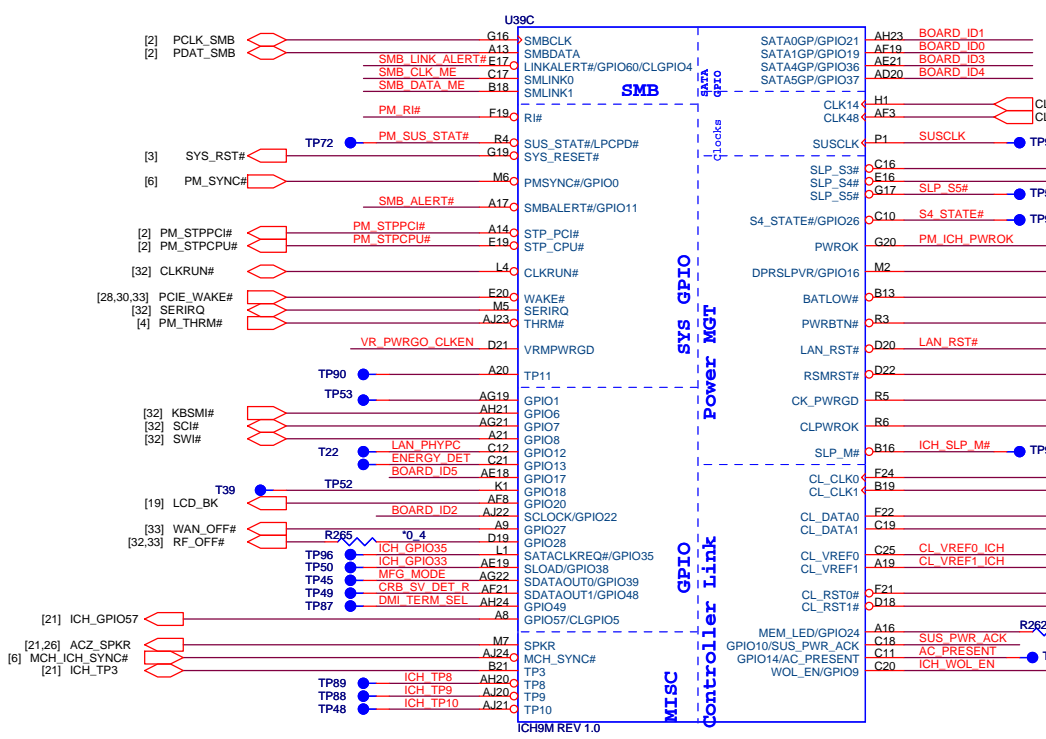 U39C
[2] PCLK_SMB G16 SMBCLK SATA0GP/GPIO21 AH23 BOARD_ID1
[2] PDAT_SMB A13 SMBDATA SATA1GP/GPIO19 AF19 BOARD_ID0
SMB_LINK_ALERT# E17 LINKALERT#/GPIO60/CLGPIO4 SATA4GP/GPIO36 AE21 BOARD_ID3
SMB_CLK_ME C17 SMLINK0 SATA5GP/GPIO37 AD20 BOARD_ID4
SMB_DATA_ME B18 SMLINK1
SMB
SATA
GPIO
CLK14 H1 CL
PM_RI# F19 RI# CLK48 AF3 CL
Clocks
TP72 PM_SUS_STAT# R4 SUS_STAT#/LPCPD# SUSCLK P1 SUSCLK
[3] SYS_RST# G19 SYS_RESET#
SLP_S3# C16
[6] PM_SYNC# M6 PMSYNC#/GPIO0 SLP_S4# E16
SLP_S5# G17 SLP_S5#
SMB_ALERT# A17 SMBALERT#/GPIO11
S4_STATE#/GPIO26 C10 S4_STATE#
[2] PM_STPPCI# PM_STPPCI# A14 STP_PCI#
[2] PM_STPCPU# PM_STPCPU# E19 STP_CPU# PWROK G20 PM_ICH_PWROK
[32] CLKRUN# L4 CLKRUN# DPRSLPVR/GPIO16 M2
[28,30,33] PCIE_WAKE# E20 WAKE# BATLOW# B13
[32] SERIRQ M5 SERIRQ
[4] PM_THRM# AJ23 THRM# PWRBTN# R3
SYS GPIO
Power MGT
VR_PWRGO_CLKEN D21 VRMPWRGD LAN_RST# D20 LAN_RST#
TP90 A20 TP11 RSMRST# D22
TP53 AG19 GPIO1 CK_PWRGD R5
[32] KBSMI# AH21 GPIO6
[32] SCI# AG21 GPIO7 CLPWROK R6
[32] SWI# A21 GPIO8
T22 LAN_PHYPC C12 GPIO12 SLP_M# B16 ICH_SLP_M#
ENERGY_DET C21 GPIO13
BOARD_ID5 AE18 GPIO17 CL_CLK0 F24
T39 TP52 K1 GPIO18 CL_CLK1 B19
[19] LCD_BK AF8 GPIO20
BOARD_ID2 AJ22 SCLOCK/GPIO22 CL_DATA0 F22
[33] WAN_OFF# A9 GPIO27 CL_DATA1 C19
[32,33] RF_OFF# R265 *0_4 D19 GPIO28
TP96 ICH_GPIO35 L1 SATACLKREQ#/GPIO35 CL_VREF0 C25 CL_VREF0_ICH
TP50 ICH_GPIO33 AE19 SLOAD/GPIO38 CL_VREF1 A19 CL_VREF1_ICH
TP45 MFG_MODE AG22 SDATAOUT0/GPIO39
TP49 CRB_SV_DET_R AF21 SDATAOUT1/GPIO48 CL_RST0# F21
TP87 DMI_TERM_SEL AH24 GPIO49 CL_RST1# D18
[21] ICH_GPIO57 A8 GPIO57/CLGPIO5
GPIO
Controller Link
MEM_LED/GPIO24 A16 R262
[21,26] ACZ_SPKR M7 SPKR GPIO10/SUS_PWR_ACK C18 SUS_PWR_ACK
[6] MCH_ICH_SYNC# AJ24 MCH_SYNC# GPIO14/AC_PRESENT C11 AC_PRESENT
[21] ICH_TP3 B21 TP3 WOL_EN/GPIO9 C20 ICH_WOL_EN
TP89 ICH_TP8 AH20 TP8
TP88 ICH_TP9 AJ20 TP9
TP48 ICH_TP10 AJ21 TP10
MISC
ICH9M REV 1.0